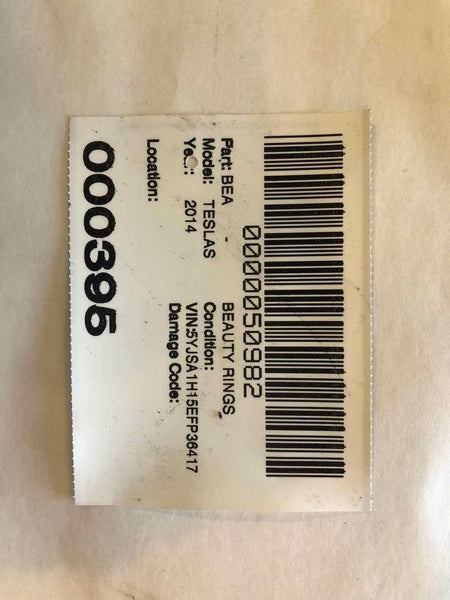 0000050982
Part: BEA - BEAUTY RINGS
Model: TESLAS Condition:
Year: 2014 VIN:5YJSA1H15EFP36417
Damage Code:
Location:
000395